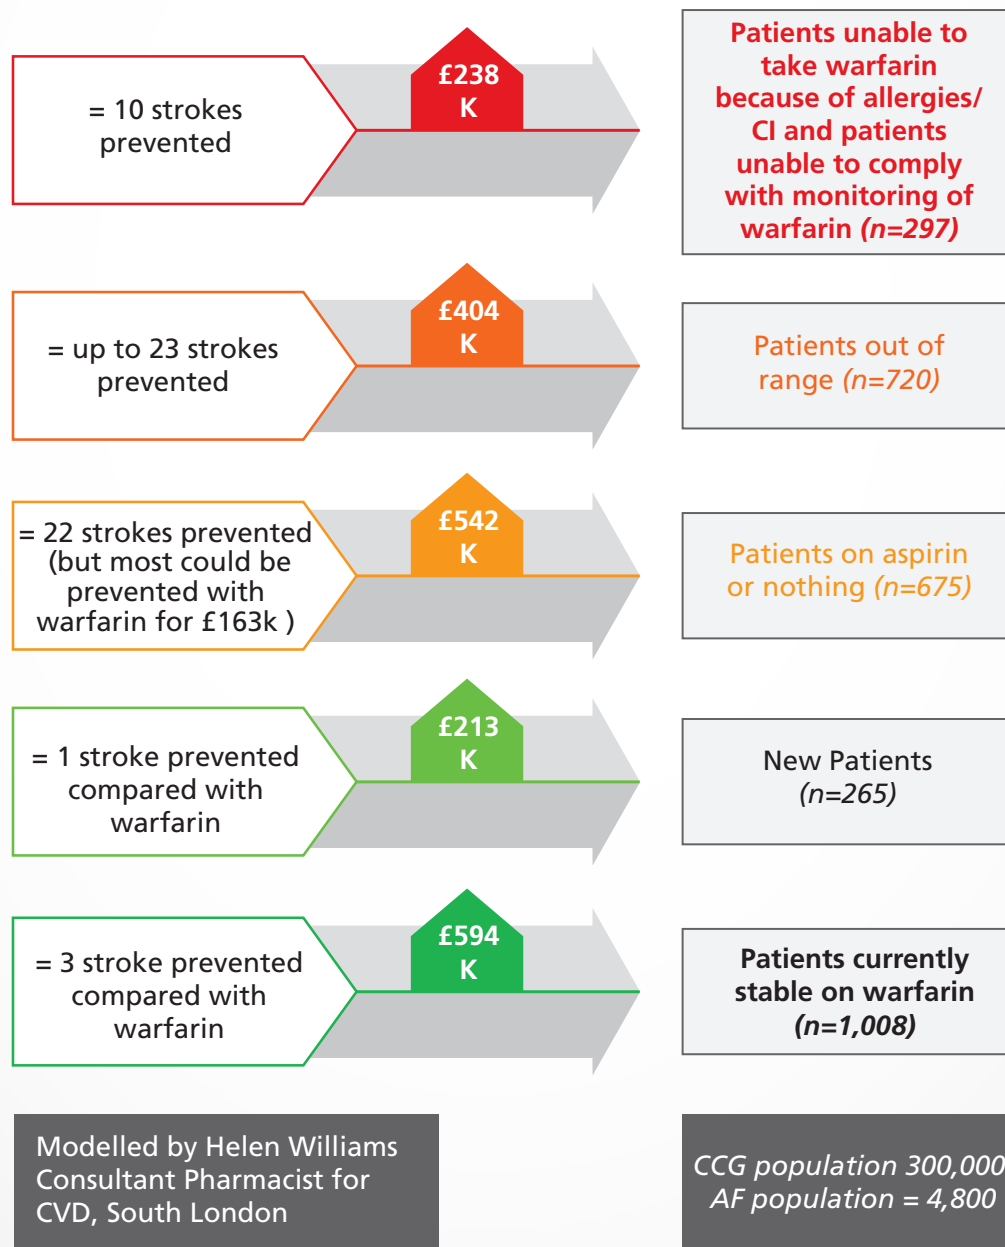 = 10 strokes
prevented
£238
K
Patients unable to
take warfarin
because of allergies/
CI and patients
unable to comply
with monitoring of
warfarin (n=297)
= up to 23 strokes
prevented
£404
K
Patients out of
range (n=720)
= 22 strokes prevented
(but most could be
prevented with
warfarin for £163k )
£542
K
Patients on aspirin
or nothing (n=675)
= 1 stroke prevented
compared with
warfarin
£213
K
New Patients
(n=265)
= 3 stroke prevented
compared with
warfarin
£594
K
Patients currently
stable on warfarin
(n=1,008)
Modelled by Helen Williams
Consultant Pharmacist for
CVD, South London
CCG population 300,000
AF population = 4,800